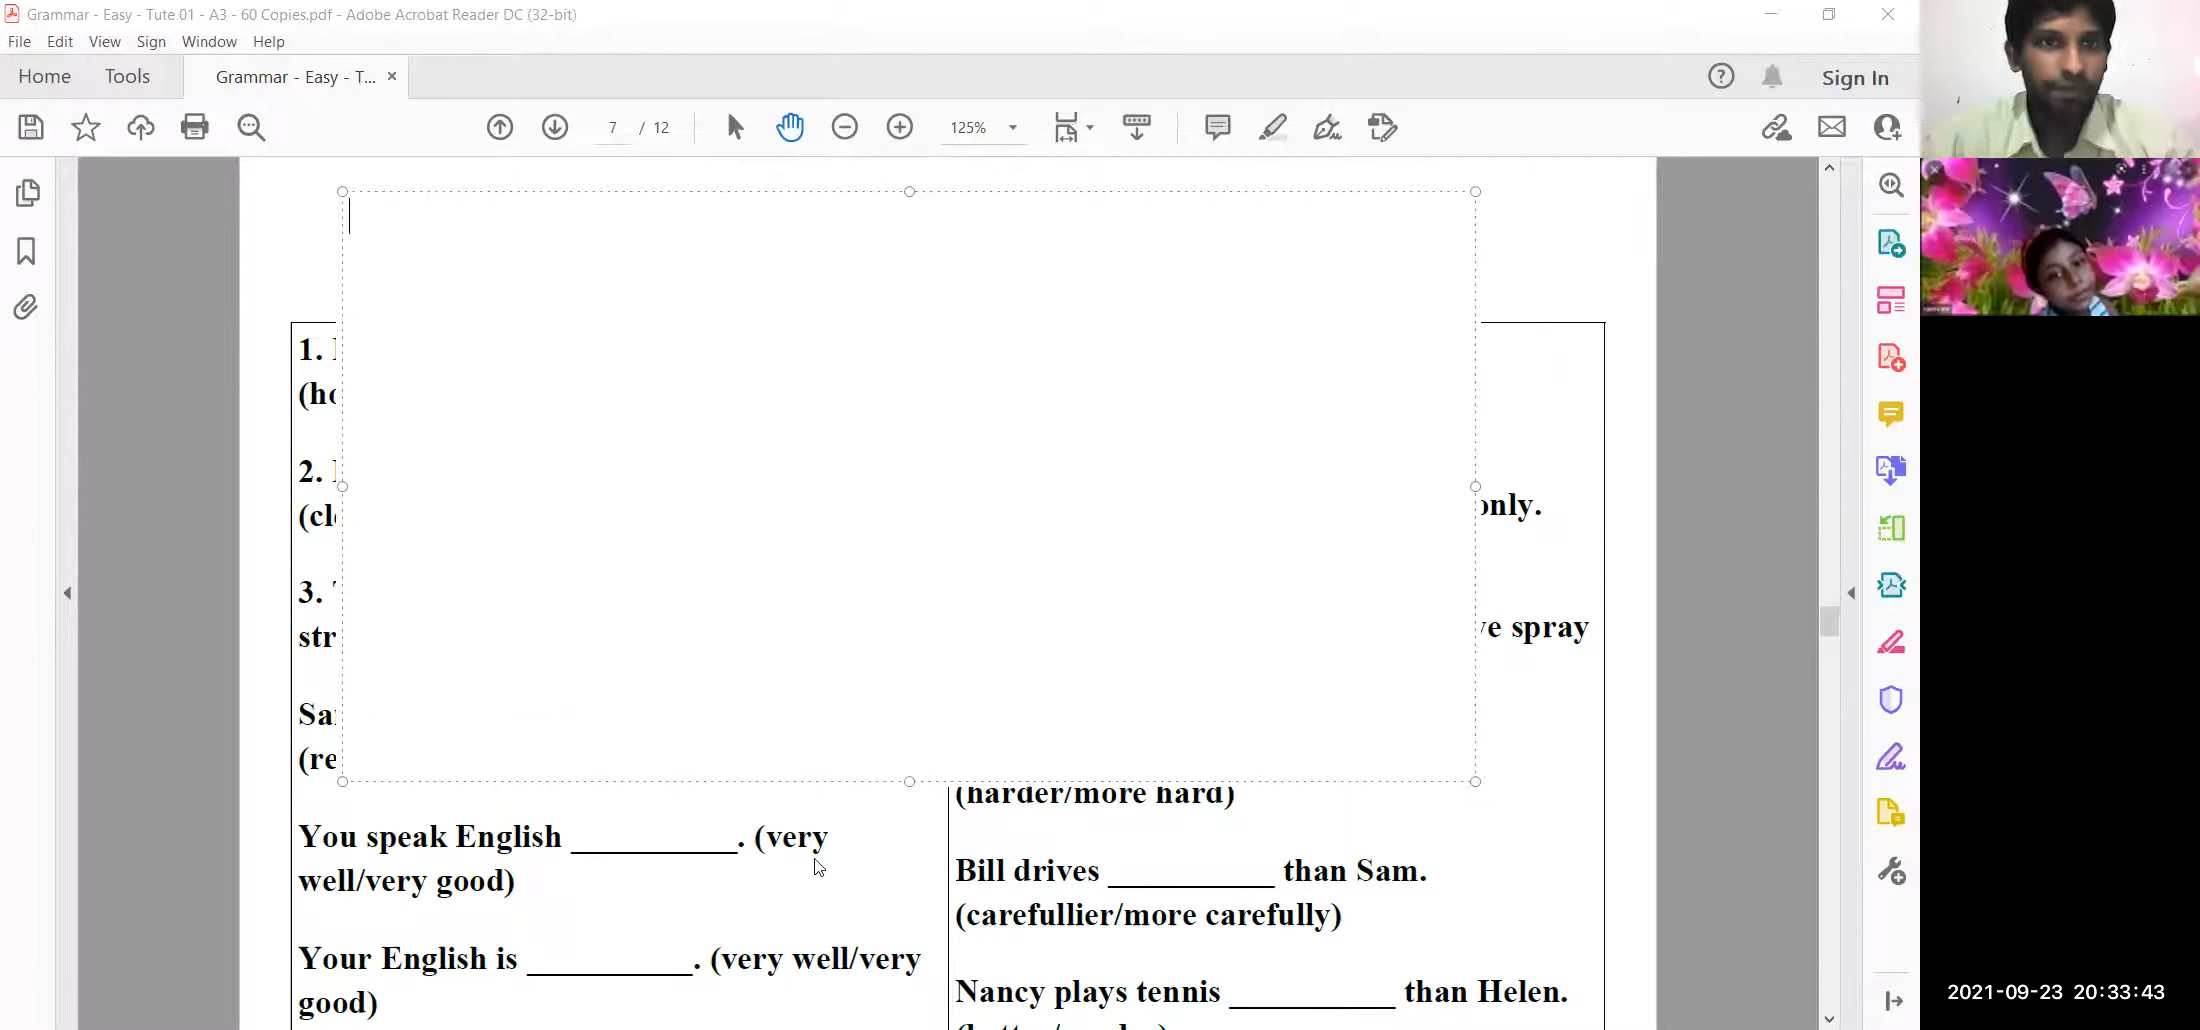 Grammar - Easy - Tute 01 - A3 - 60 Copies.pdf - Adobe Acrobat Reader DC (32-bit)
File Edit View Sign Window Help
Home Tools Grammar - Easy - T... × Sign In
7 / 12 125%
1.
2.
only.
3.
spray
(harder/more hard)
You speak English __________. (very
well/very good)
Bill drives __________ than Sam.
(carefullier/more carefully)
Your English is __________. (very well/very
good)
Nancy plays tennis __________ than Helen.
2021-09-23 20:33:43